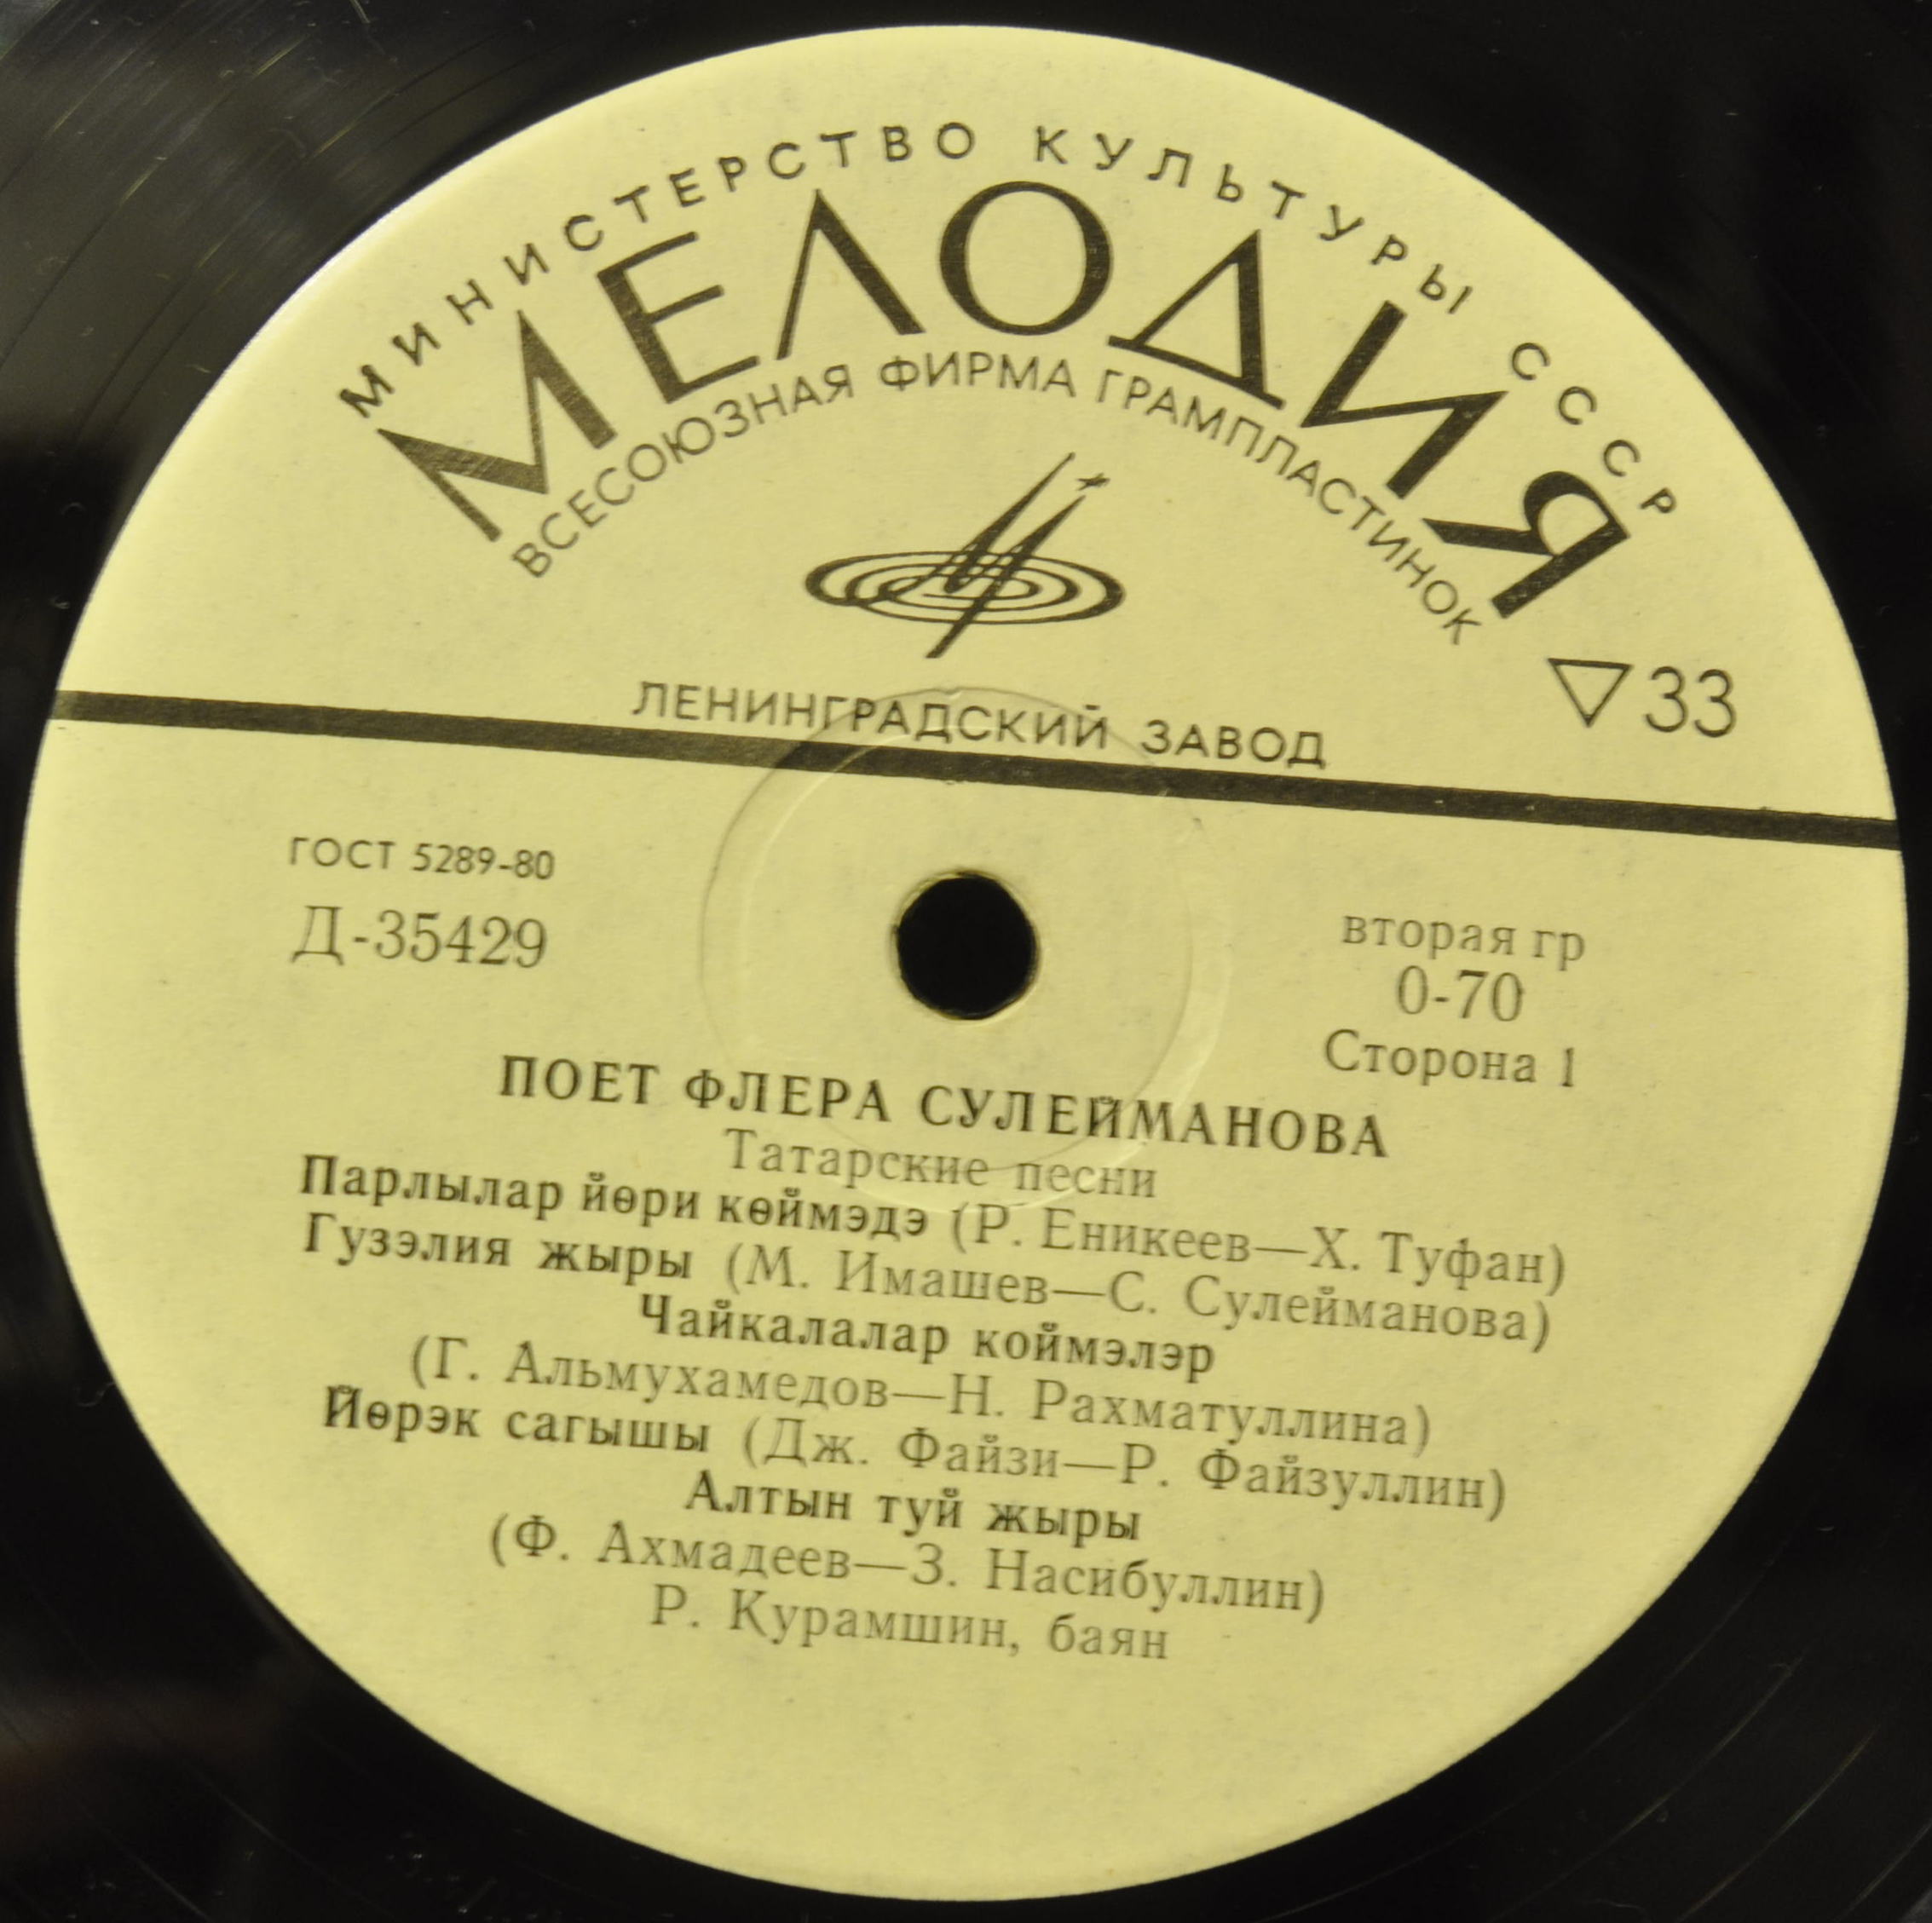 МИНИСТЕРСТВО КУЛЬТУРЫ СССР
МЕЛОДИЯ
ВСЕСОЮЗНАЯ ФИРМА ГРАМПЛАСТИНОК
ЛЕНИНГРАДСКИЙ ЗАВОД
▽33
ГОСТ 5289-80
Д-35429
вторая гр
0-70
Сторона 1
ПОЕТ ФЛЕРА СУЛЕЙМАНОВА
Татарские песни
Парлылар йөри көймэдэ (Р. Еникеев—Х. Туфан)
Гузэлия жыры (М. Имашев—С. Сулейманова)
Чайкалалар коймэлэр
(Г. Альмухамедов—Н. Рахматуллина)
Йөрэк сагышы (Дж. Файзи—Р. Файзуллин)
Алтын туй жыры
(Ф. Ахмадеев—З. Насибуллин)
Р. Курамшин, баян